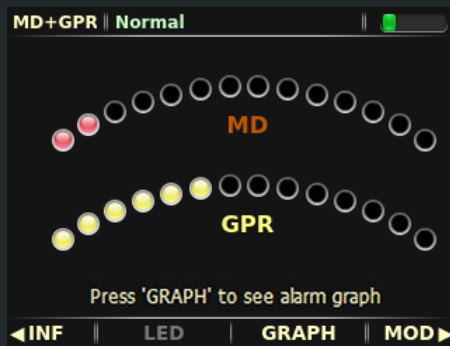 MD+GPR Normal
MD
GPR
Press 'GRAPH' to see alarm graph
◀INF LED GRAPH MOD▶